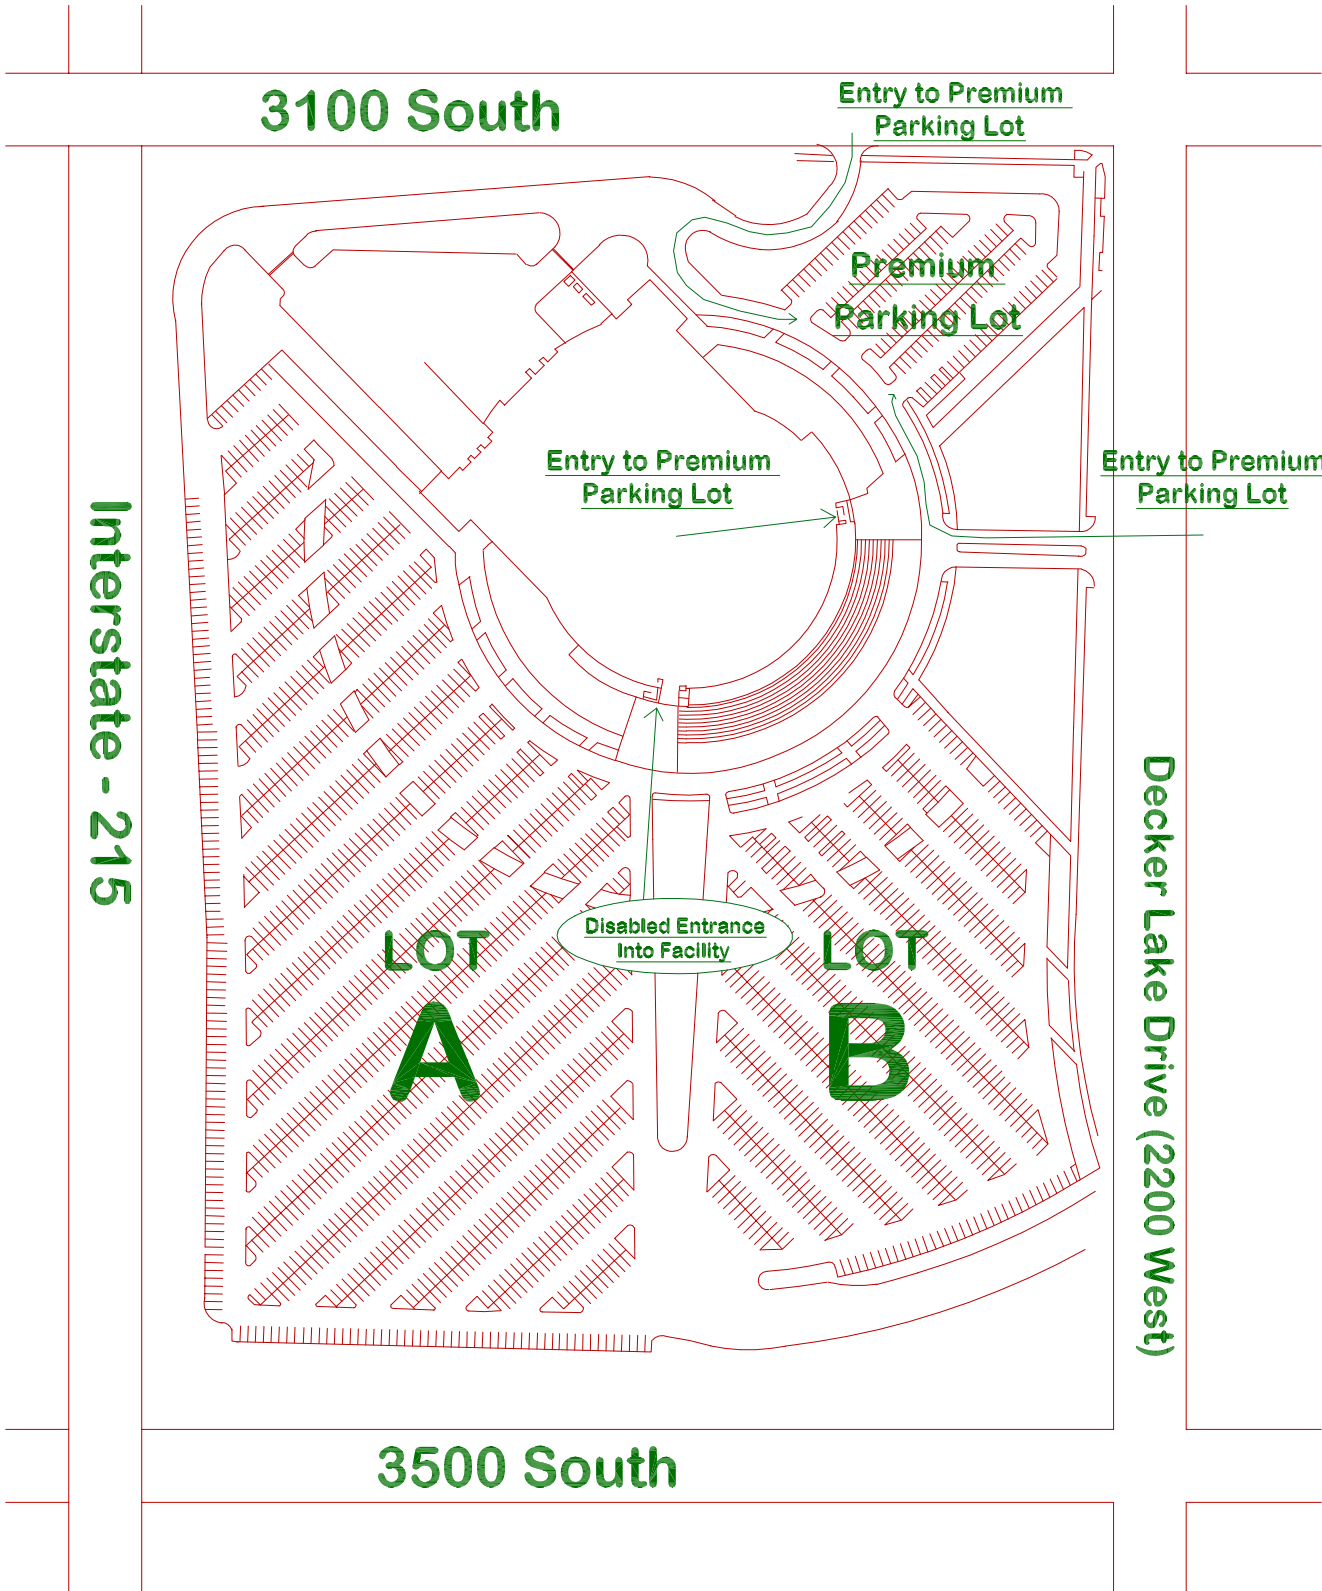 3100 South
Entry to Premium
Parking Lot
Premium
Parking Lot
Entry to Premium
Parking Lot
Entry to Premium
Parking Lot
Interstate - 215
Disabled Entrance
Into Facility
LOT
A
LOT
B
Decker Lake Drive (2200 West)
3500 South